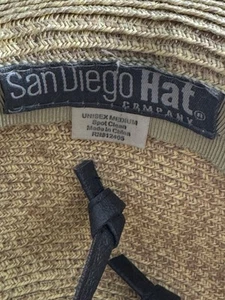 San Diego Hat®
COMPANY
UNISEX MEDIUM
Spot Clean
Made in China